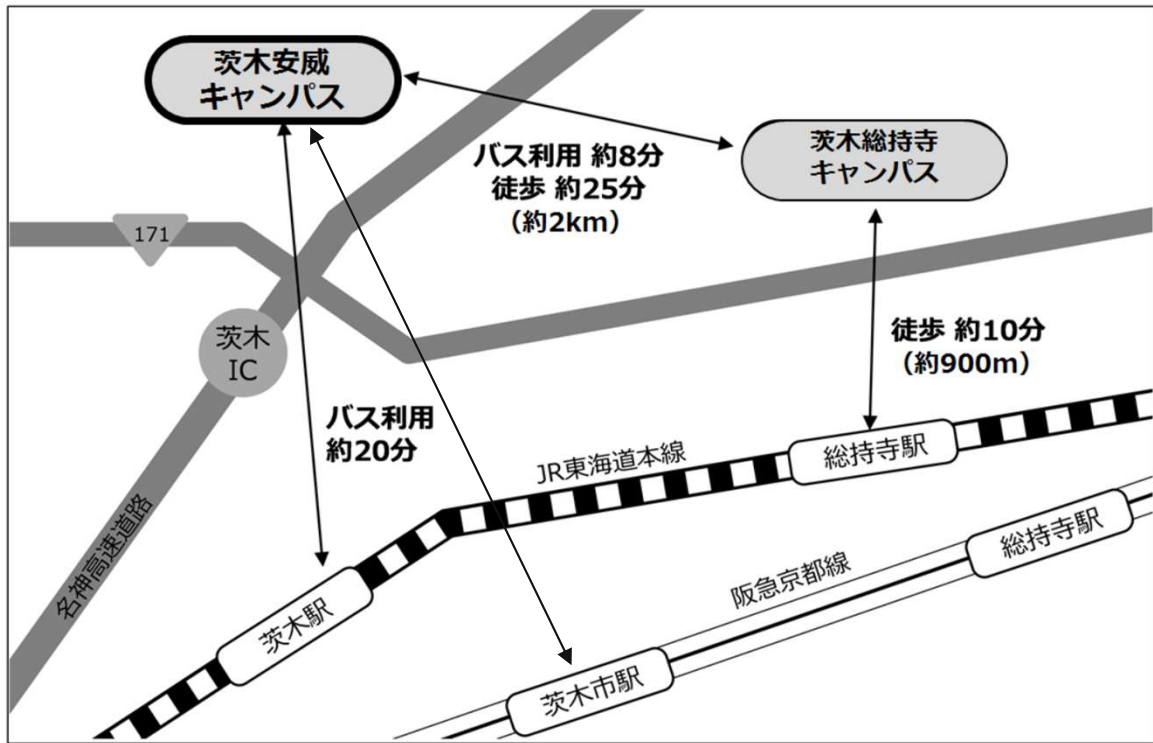 茨木安威
キャンパス
茨木総持寺
キャンパス
バス利用 約8分
徒歩 約25分
（約2km）
171
茨木
IC
徒歩 約10分
（約900m）
バス利用
約20分
JR東海道本線
総持寺駅
総持寺駅
名神高速道路
阪急京都線
茨木駅
茨木市駅